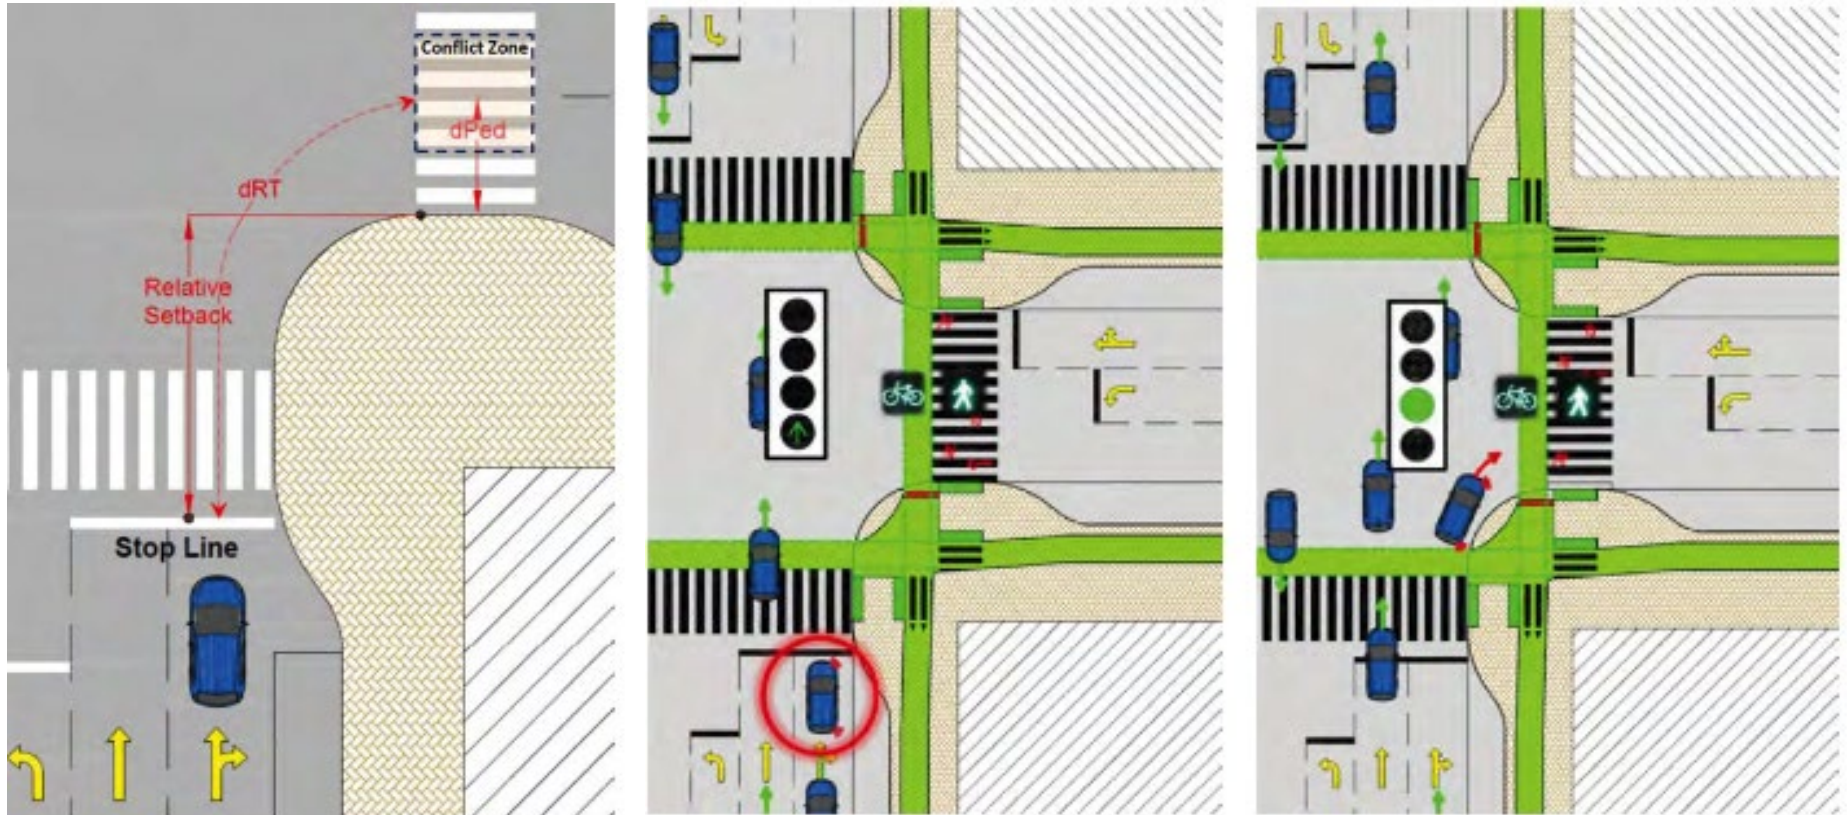 Conflict Zone
dPed
dRT
Relative
Setback
Stop Line